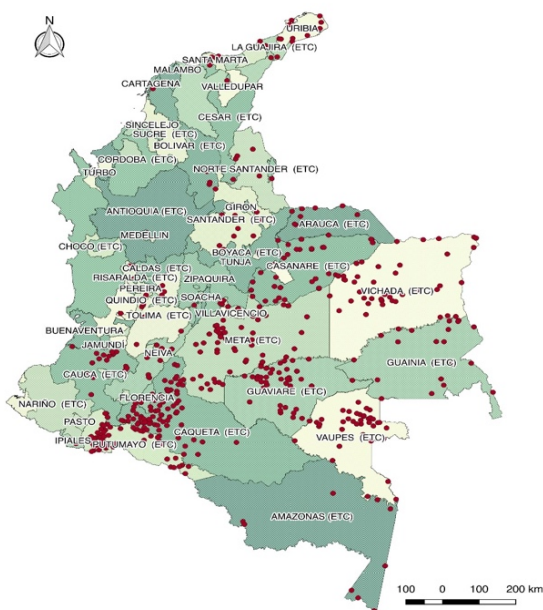 N
URIBIA
LA GUAJIRA (ETC)
SANTA MARTA
MALAMBO
CARTAGENA
VALLEDUPAR
CESAR (ETC)
SINCELEJO
SUCRE (ETC)
BOLIVAR (ETC)
CORDOBA (ETC)
NORTE SANTANDER (ETC)
TURBO
GIRÓN
ANTIOQUIA (ETC)
SANTANDER (ETC)
ARAUCA (ETC)
MEDELLIN
CHOCO (ETC)
BOYACA (ETC)
TUNJA
CALDAS (ETC)
CASANARE (ETC)
RISARALDA (ETC)
ZIPAQUIRA
PEREIRA
VICHADA (ETC)
QUINDIO (ETC)
SOACHA
TOLIMA (ETC)
VILLAVICENCIO
BUENAVENTURA
JAMUNDÍ
META (ETC)
NEIVA
GUAINIA (ETC)
CAUCA (ETC)
GUAVIARE (ETC)
FLORENCIA
NARIÑO (ETC)
PASTO
CAQUETA (ETC)
VAUPES (ETC)
IPIALES
PUTUMAYO (ETC)
AMAZONAS (ETC)
100 0 100 200 km